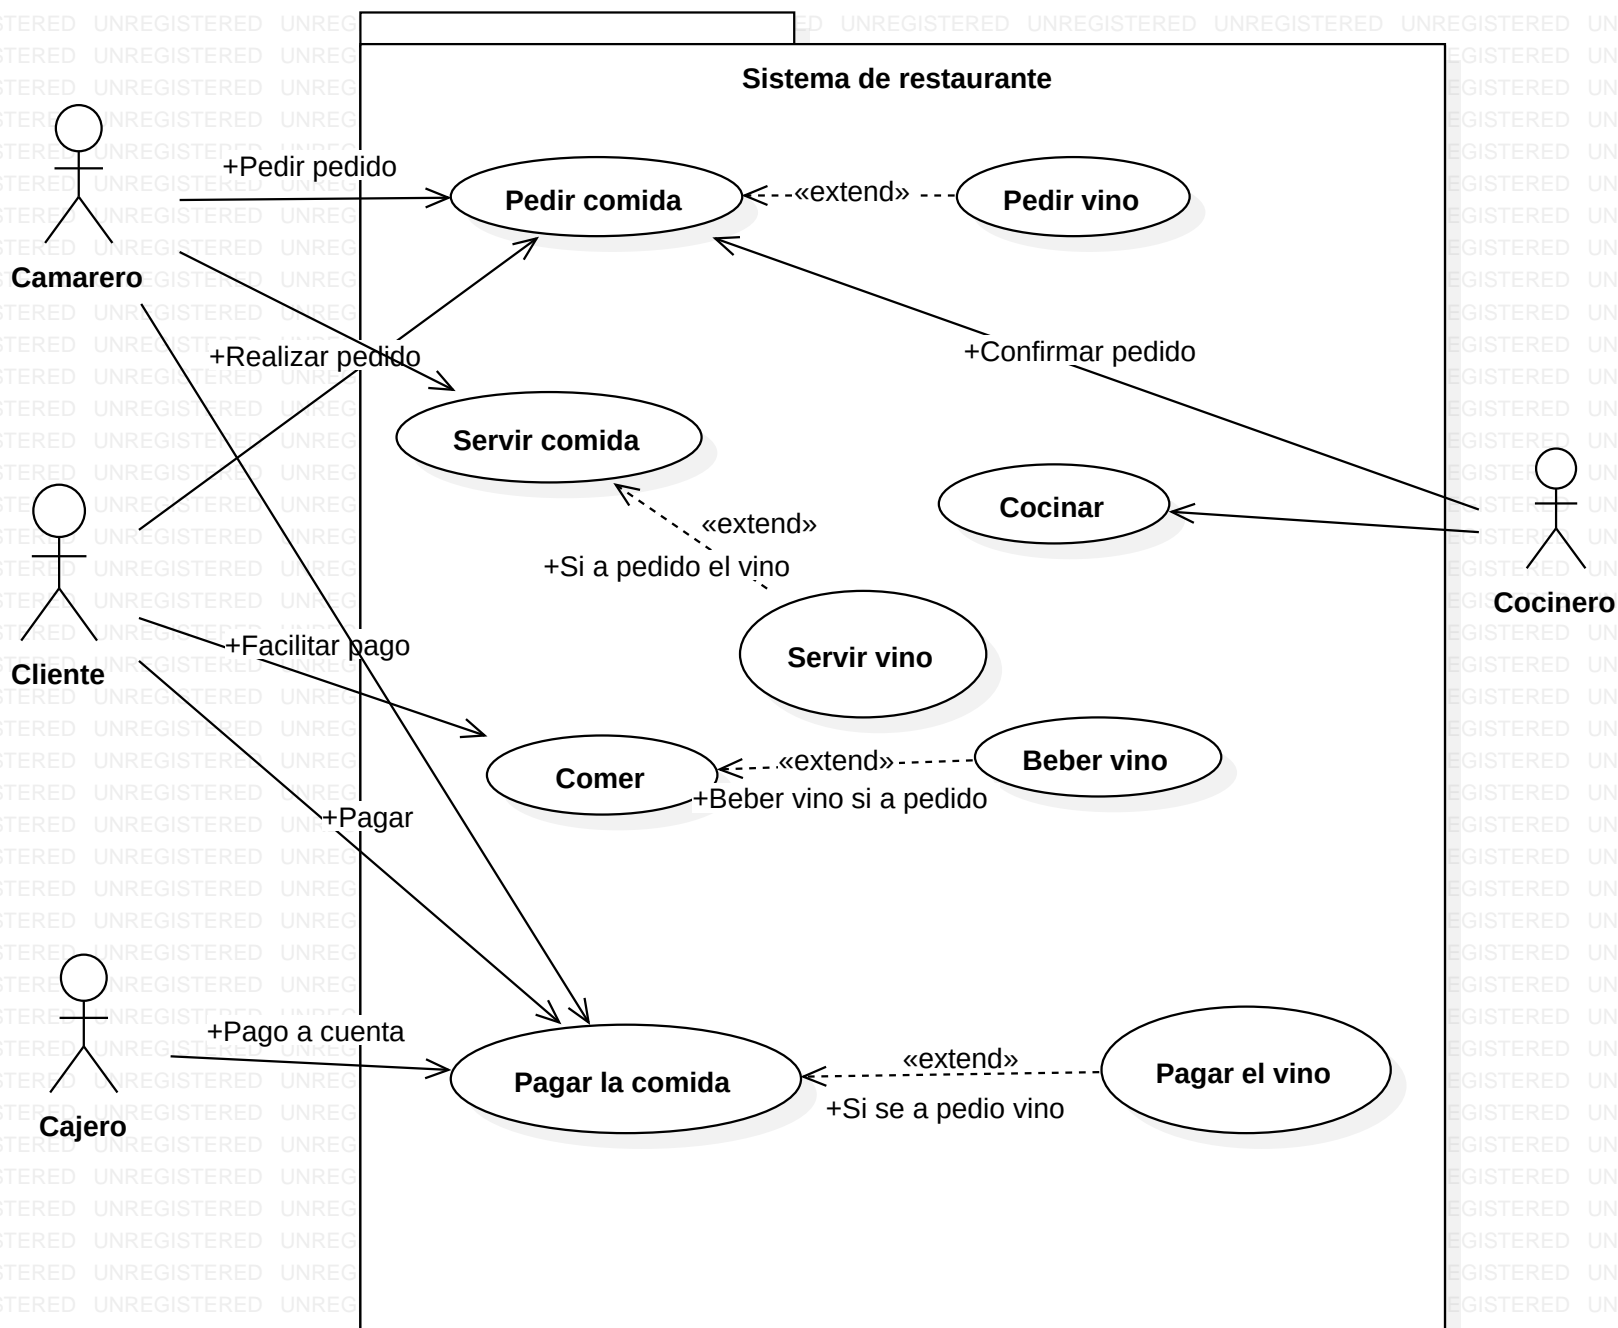 Sistema de restaurante
+Pedir pedido
Pedir comida
«extend»
Pedir vino
Camarero
+Realizar pedido
+Confirmar pedido
Servir comida
Cocinar
«extend»
+Si a pedido el vino
Cocinero
+Facilitar pago
Servir vino
Cliente
Comer
«extend»
Beber vino
+Beber vino si a pedido
+Pagar
+Pago a cuenta
Pagar la comida
«extend»
Pagar el vino
+Si se a pedio vino
Cajero
UNREGISTERED